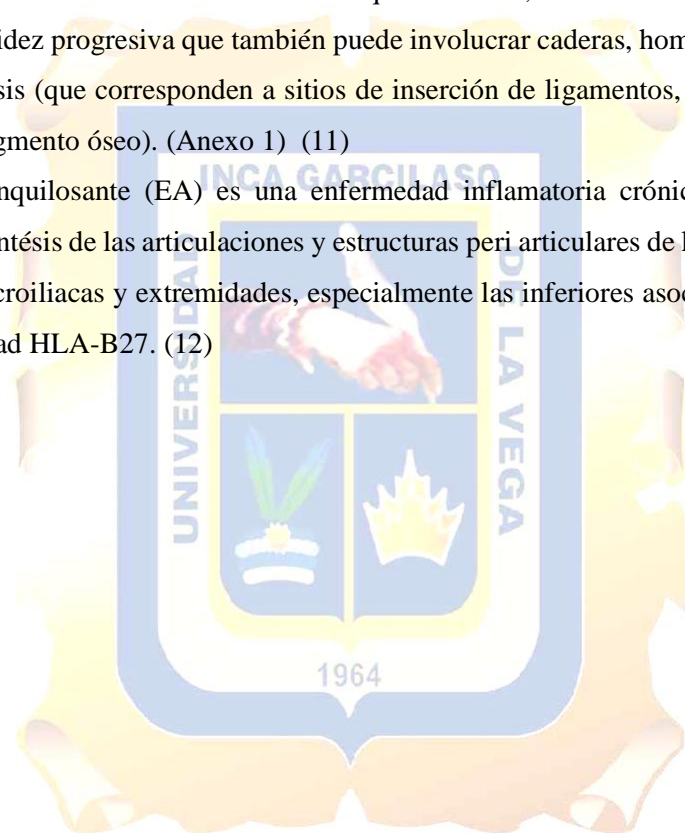 idez progresiva que también puede involucrar caderas, hom
sis (que corresponden a sitios de inserción de ligamentos,
gmento óseo). (Anexo 1) (11)
nquilosante (EA) es una enfermedad inflamatoria crónic
ntésis de las articulaciones y estructuras peri articulares de l
croiliacas y extremidades, especialmente las inferiores asoc
ad HLA-B27. (12)
INCA GARCILASO
UNIVERSIDAD
DE LA VEGA
1964